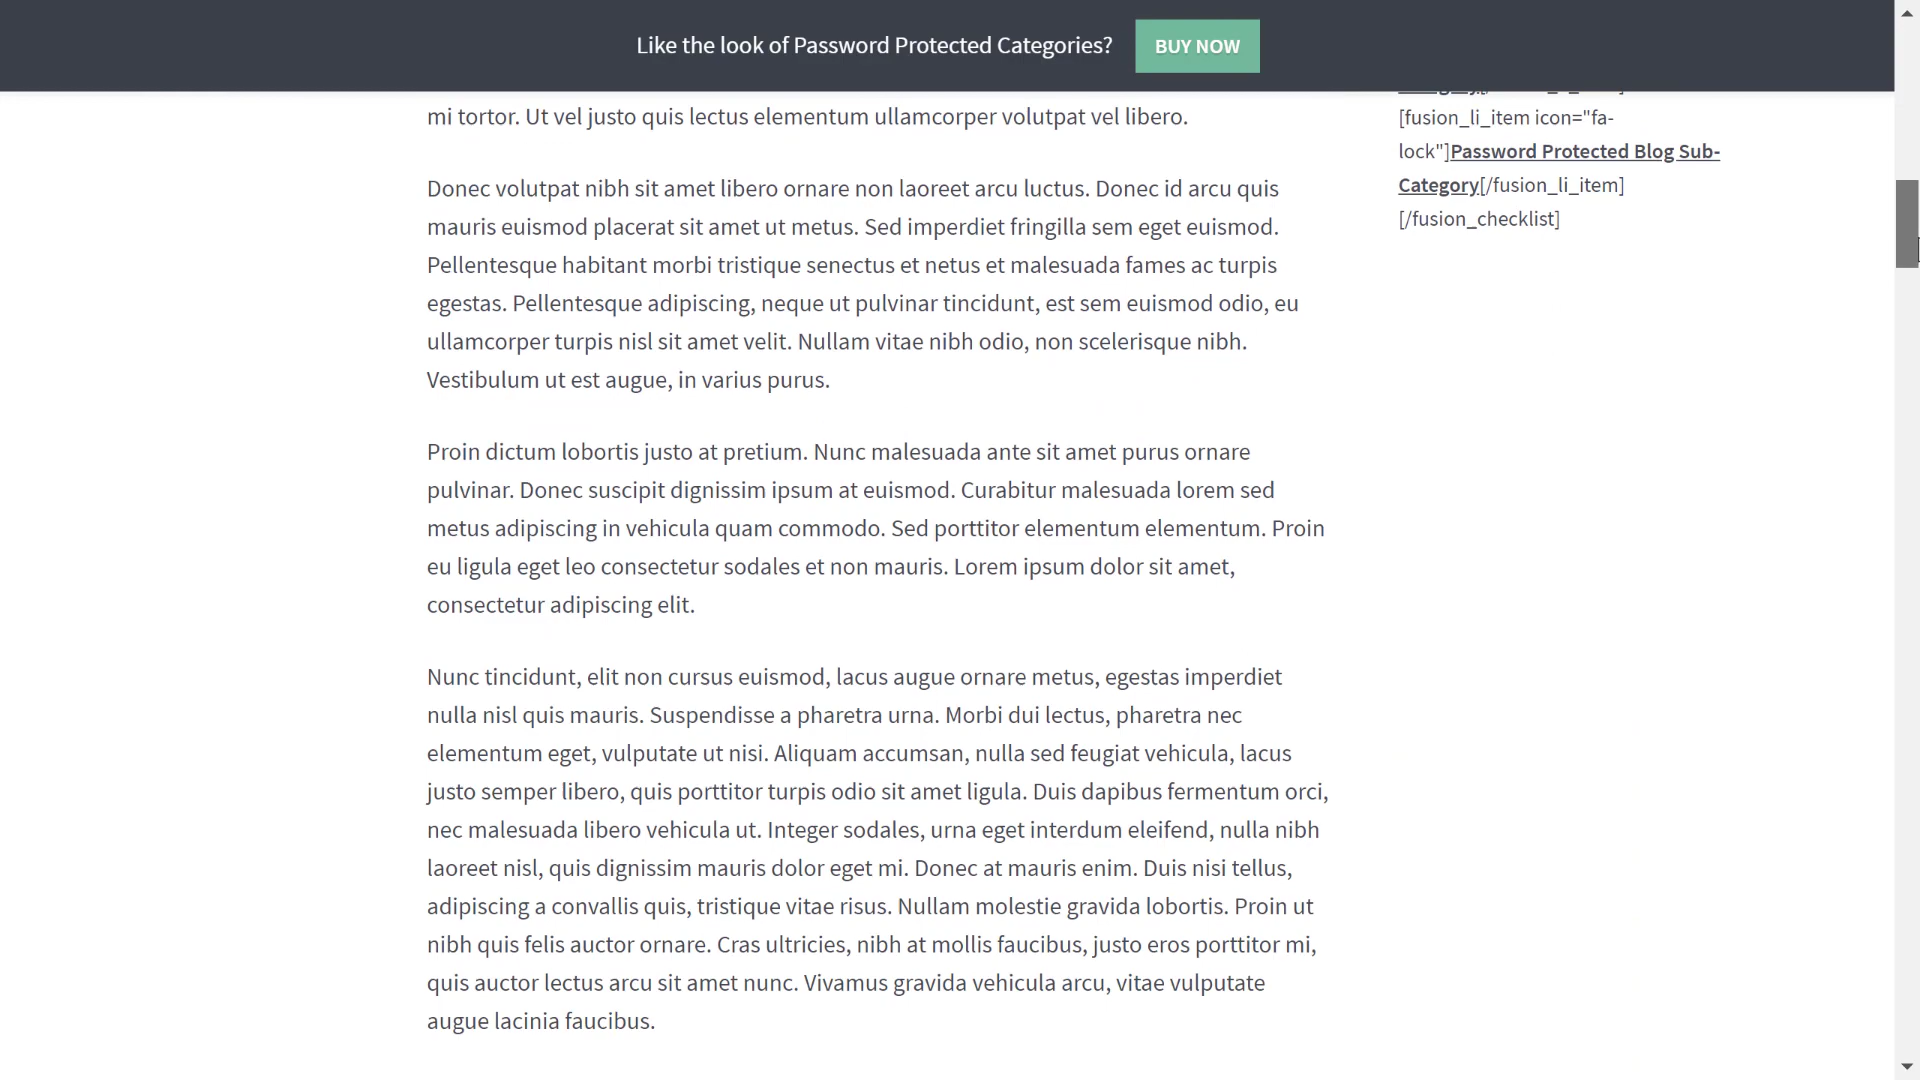 Like the look of Password Protected Categories?
BUY NOW
mi tortor. Ut vel justo quis lectus elementum ullamcorper volutpat vel libero.
Donec volutpat nibh sit amet libero ornare non laoreet arcu luctus. Donec id arcu quis
mauris euismod placerat sit amet ut metus. Sed imperdiet fringilla sem eget euismod.
Pellentesque habitant morbi tristique senectus et netus et malesuada fames ac turpis
egestas. Pellentesque adipiscing, neque ut pulvinar tincidunt, est sem euismod odio, eu
ullamcorper turpis nisl sit amet velit. Nullam vitae nibh odio, non scelerisque nibh.
Vestibulum ut est augue, in varius purus.
Proin dictum lobortis justo at pretium. Nunc malesuada ante sit amet purus ornare
pulvinar. Donec suscipit dignissim ipsum at euismod. Curabitur malesuada lorem sed
metus adipiscing in vehicula quam commodo. Sed porttitor elementum elementum. Proin
eu ligula eget leo consectetur sodales et non mauris. Lorem ipsum dolor sit amet,
consectetur adipiscing elit.
Nunc tincidunt, elit non cursus euismod, lacus augue ornare metus, egestas imperdiet
nulla nisl quis mauris. Suspendisse a pharetra urna. Morbi dui lectus, pharetra nec
elementum eget, vulputate ut nisi. Aliquam accumsan, nulla sed feugiat vehicula, lacus
justo semper libero, quis porttitor turpis odio sit amet ligula. Duis dapibus fermentum orci,
nec malesuada libero vehicula ut. Integer sodales, urna eget interdum eleifend, nulla nibh
laoreet nisl, quis dignissim mauris dolor eget mi. Donec at mauris enim. Duis nisi tellus,
adipiscing a convallis quis, tristique vitae risus. Nullam molestie gravida lobortis. Proin ut
nibh quis felis auctor ornare. Cras ultricies, nibh at mollis faucibus, justo eros porttitor mi,
quis auctor lectus arcu sit amet nunc. Vivamus gravida vehicula arcu, vitae vulputate
augue lacinia faucibus.
[fusion_li_item icon="fa-
lock"]Password Protected Blog Sub-
Category[/fusion_li_item]
[/fusion_checklist]